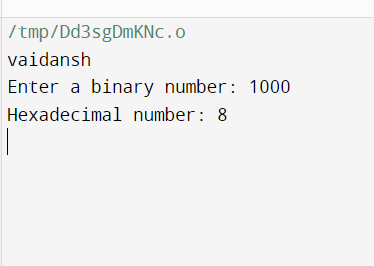 /tmp/Dd3sgDmKNc.o
vaidansh
Enter a binary number: 1000
Hexadecimal number: 8